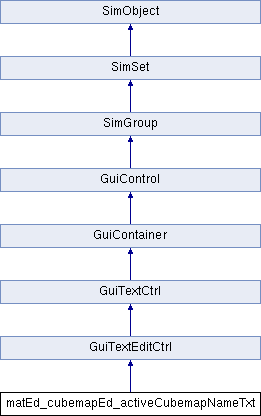 SimObject
SimSet
SimGroup
GuiControl
GuiContainer
GuiTextCtrl
GuiTextEditCtrl
matEd_cubemapEd_activeCubemapNameTxt